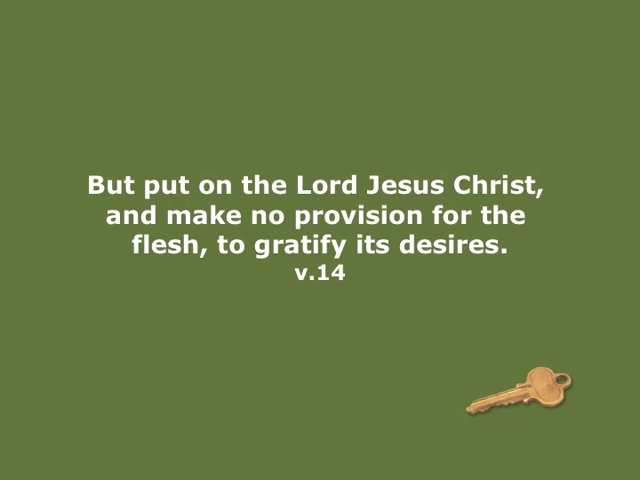 But put on the Lord Jesus Christ,
and make no provision for the
flesh, to gratify its desires.
v.14